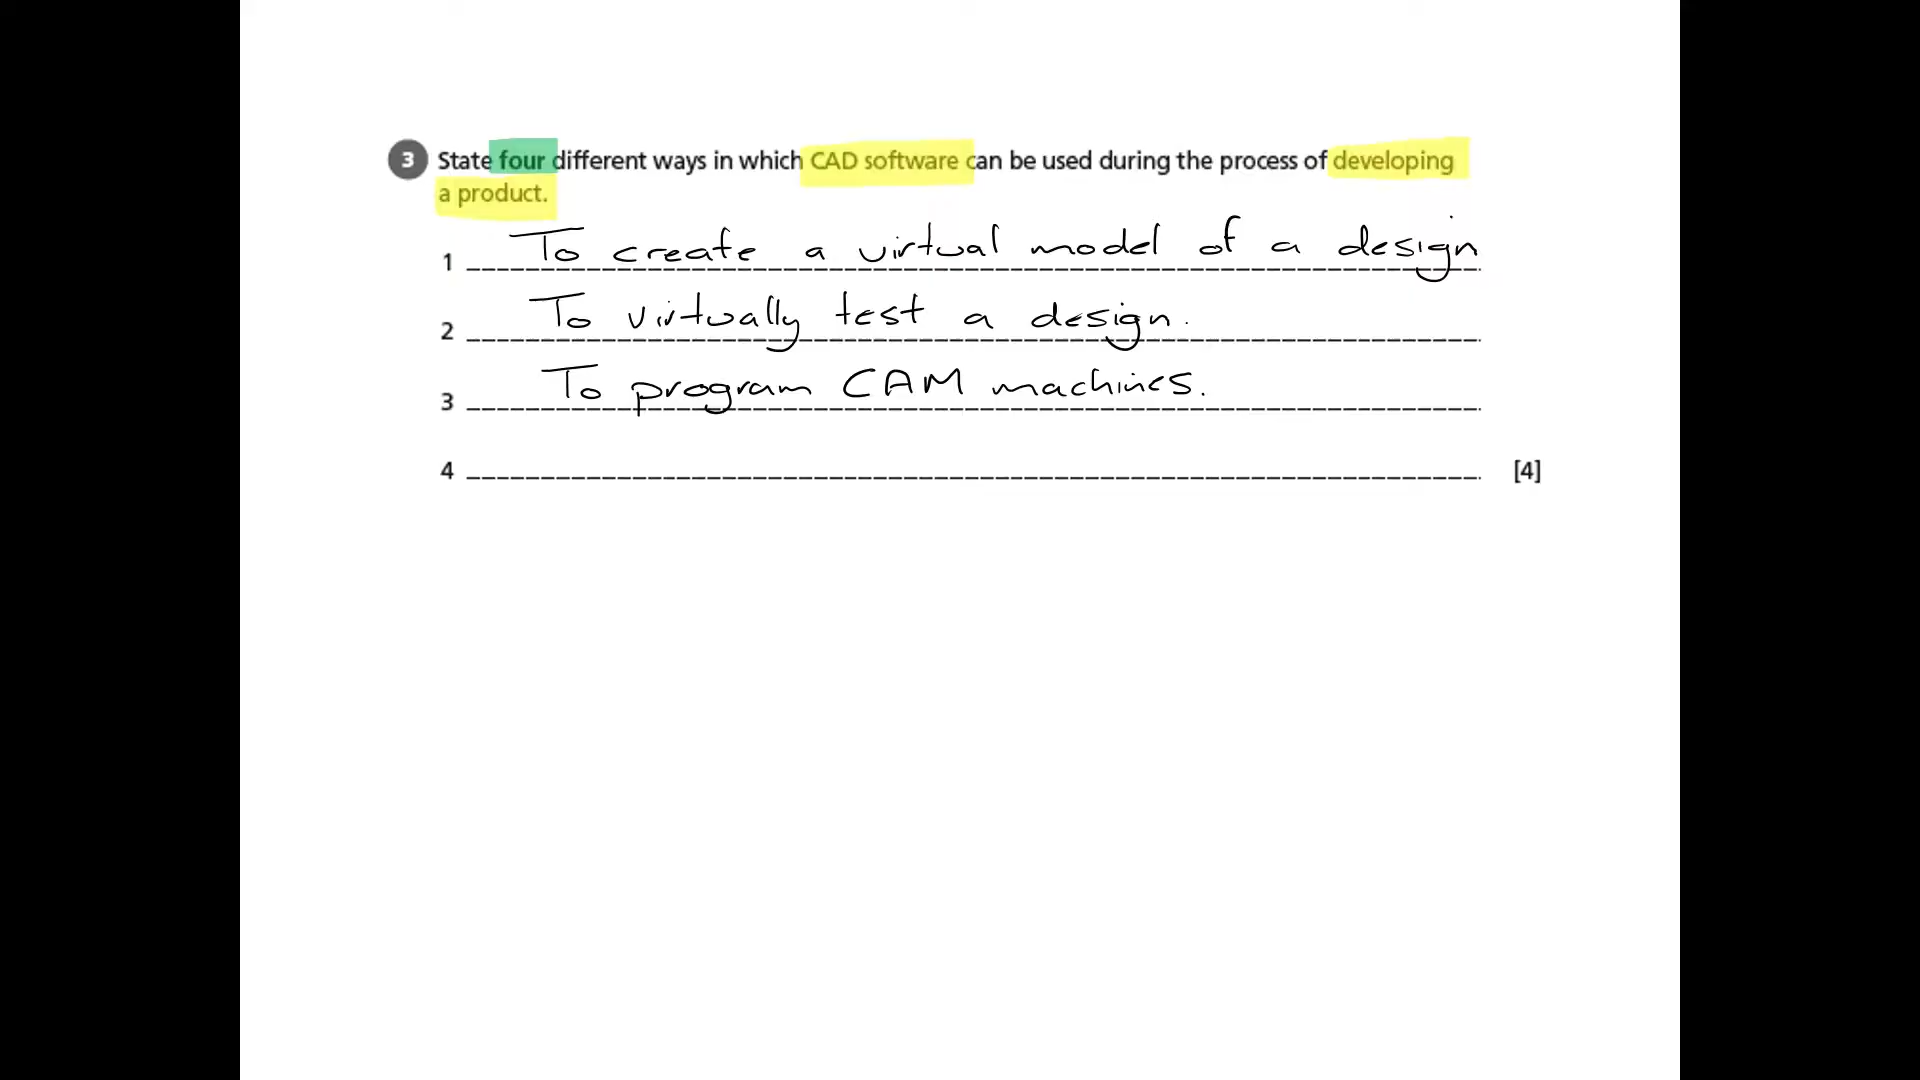 3 State four different ways in which CAD software can be used during the process of developing
a product.
1 To create a virtual model of a design
2 To virtually test a design.
3 To program CAM machines.
4 [4]